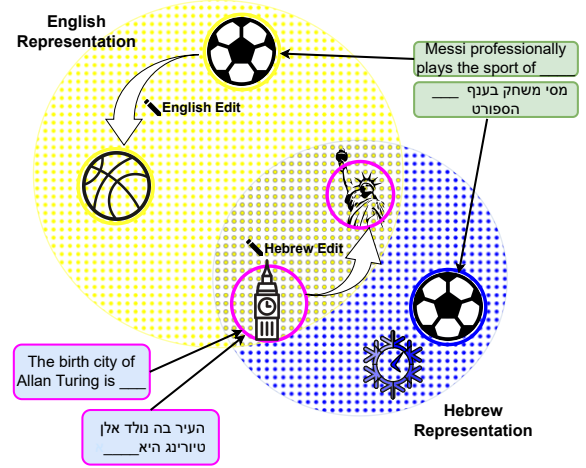 English
Representation
Messi professionally
plays the sport of ____
מסי משחק בענף ___
הספורט
English Edit
Hebrew Edit
The birth city of
Allan Turing is ___
העיר בה נולד אלן
טיורינג היא____
Hebrew
Representation